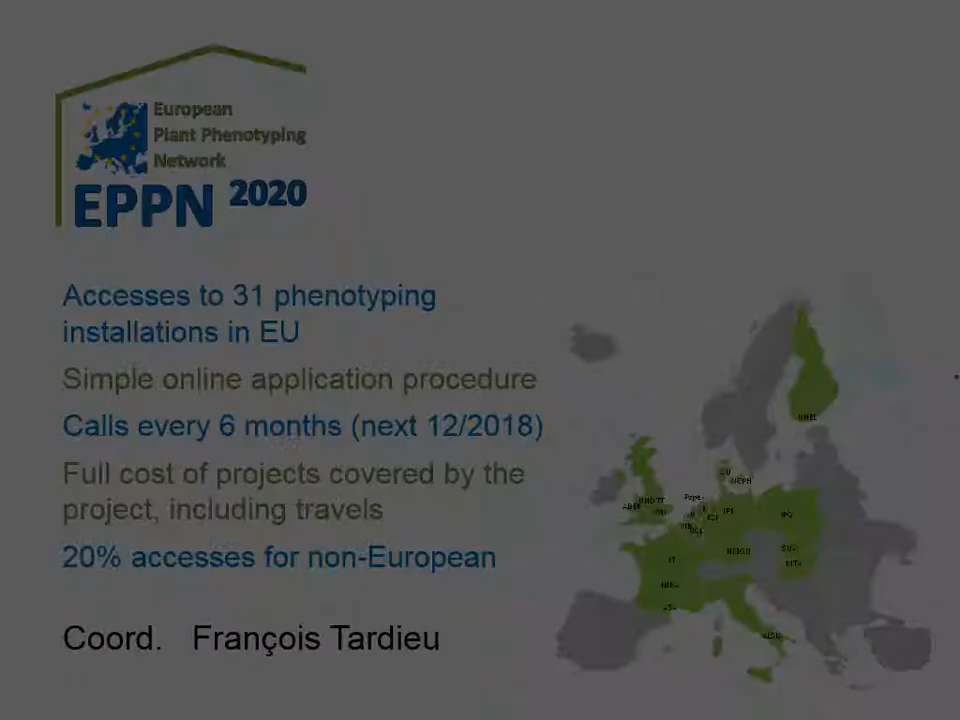 European
Plant Phenotyping
Network
EPPN 2020
Accesses to 31 phenotyping
installations in EU
Simple online application procedure
Calls every 6 months (next 12/2018)
Full cost of projects covered by the
project, including travels
20% accesses for non-European
Coord. François Tardieu
UCPH